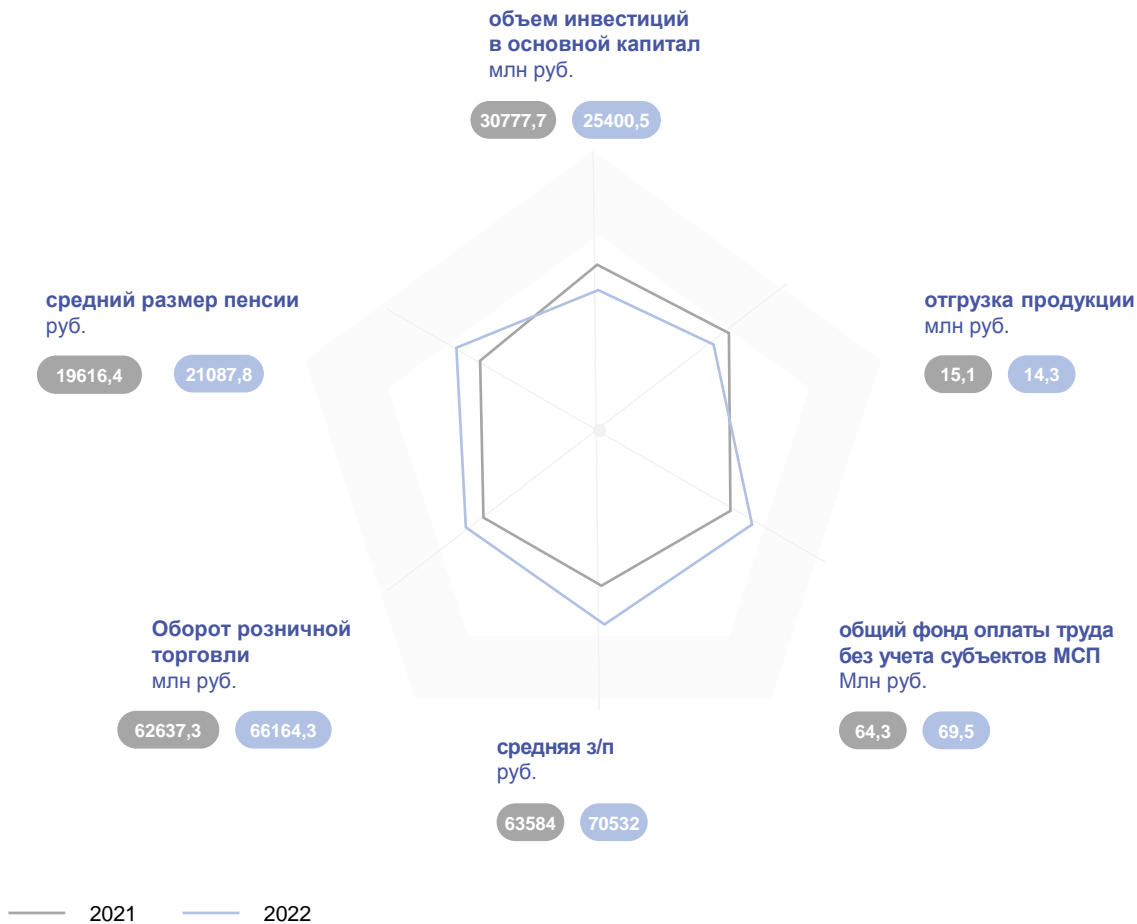 объем инвестиций
в основной капитал
млн руб.
30777,7 25400,5
средний размер пенсии
руб.
19616,4 21087,8
отгрузка продукции
млн руб.
15,1 14,3
Оборот розничной
торговли
млн руб.
62637,3 66164,3
общий фонд оплаты труда
без учета субъектов МСП
Млн руб.
64,3 69,5
средняя з/п
руб.
63584 70532
2021 2022